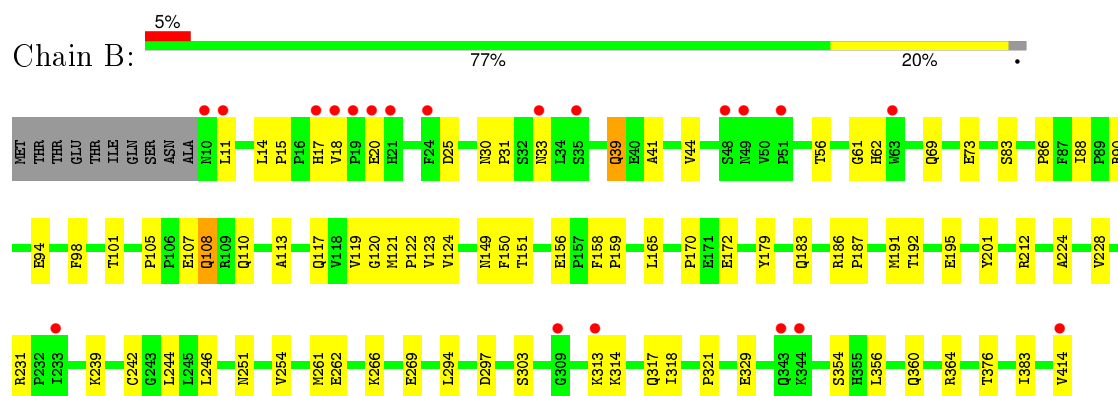 5%
Chain B:
77% 20% •
MET THR THR GLU THR ILE GLN SER ASN ALA N10 L11 L14 P15 P16 H17 V18 P19 E20 H21 F24 D25 N30 P31 S32 N33 L34 S35 Q39 E40 A41 V44 S48 N49 V50 P51 T56 G61 H62 W63 Q69 E73 S83 P86 F87 I88 P89 R90
E94 F98 T101 P105 P106 E107 Q108 R109 Q110 A113 Q117 V118 V119 G120 M121 P122 V123 V124 N149 F150 T151 E156 P157 F158 P159 L165 P170 E171 E172 Y179 Q183 R186 P187 M191 T192 E195 Y201 R212 A224 V228
R231 P232 I233 K239 C242 G243 L244 L245 L246 N251 V254 M261 E262 K266 E269 L294 D297 S303 G309 K313 K314 Q317 I318 P321 E329 Q343 K344 S354 H355 L356 Q360 R364 T376 I383 V414